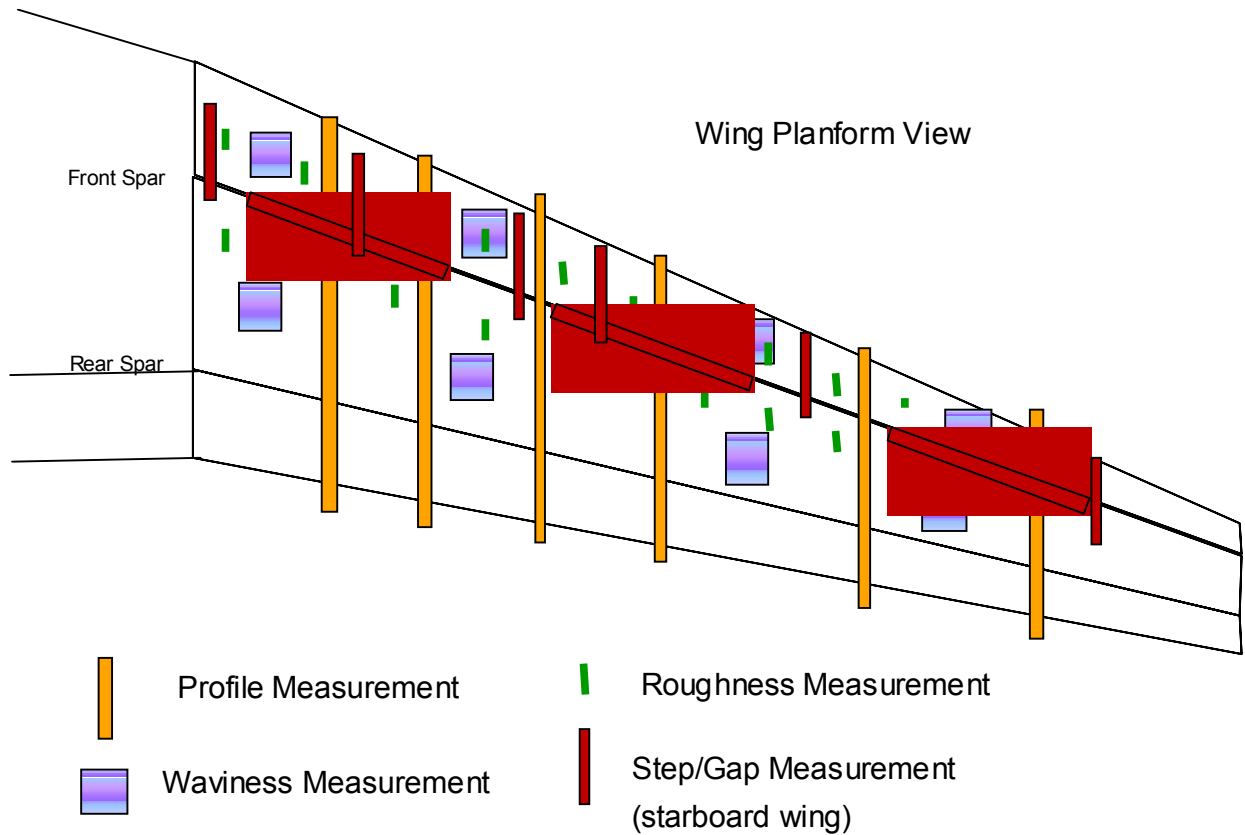 Wing Planform View
Front Spar
Rear Spar
Profile Measurement
Roughness Measurement
Waviness Measurement
Step/Gap Measurement
(starboard wing)